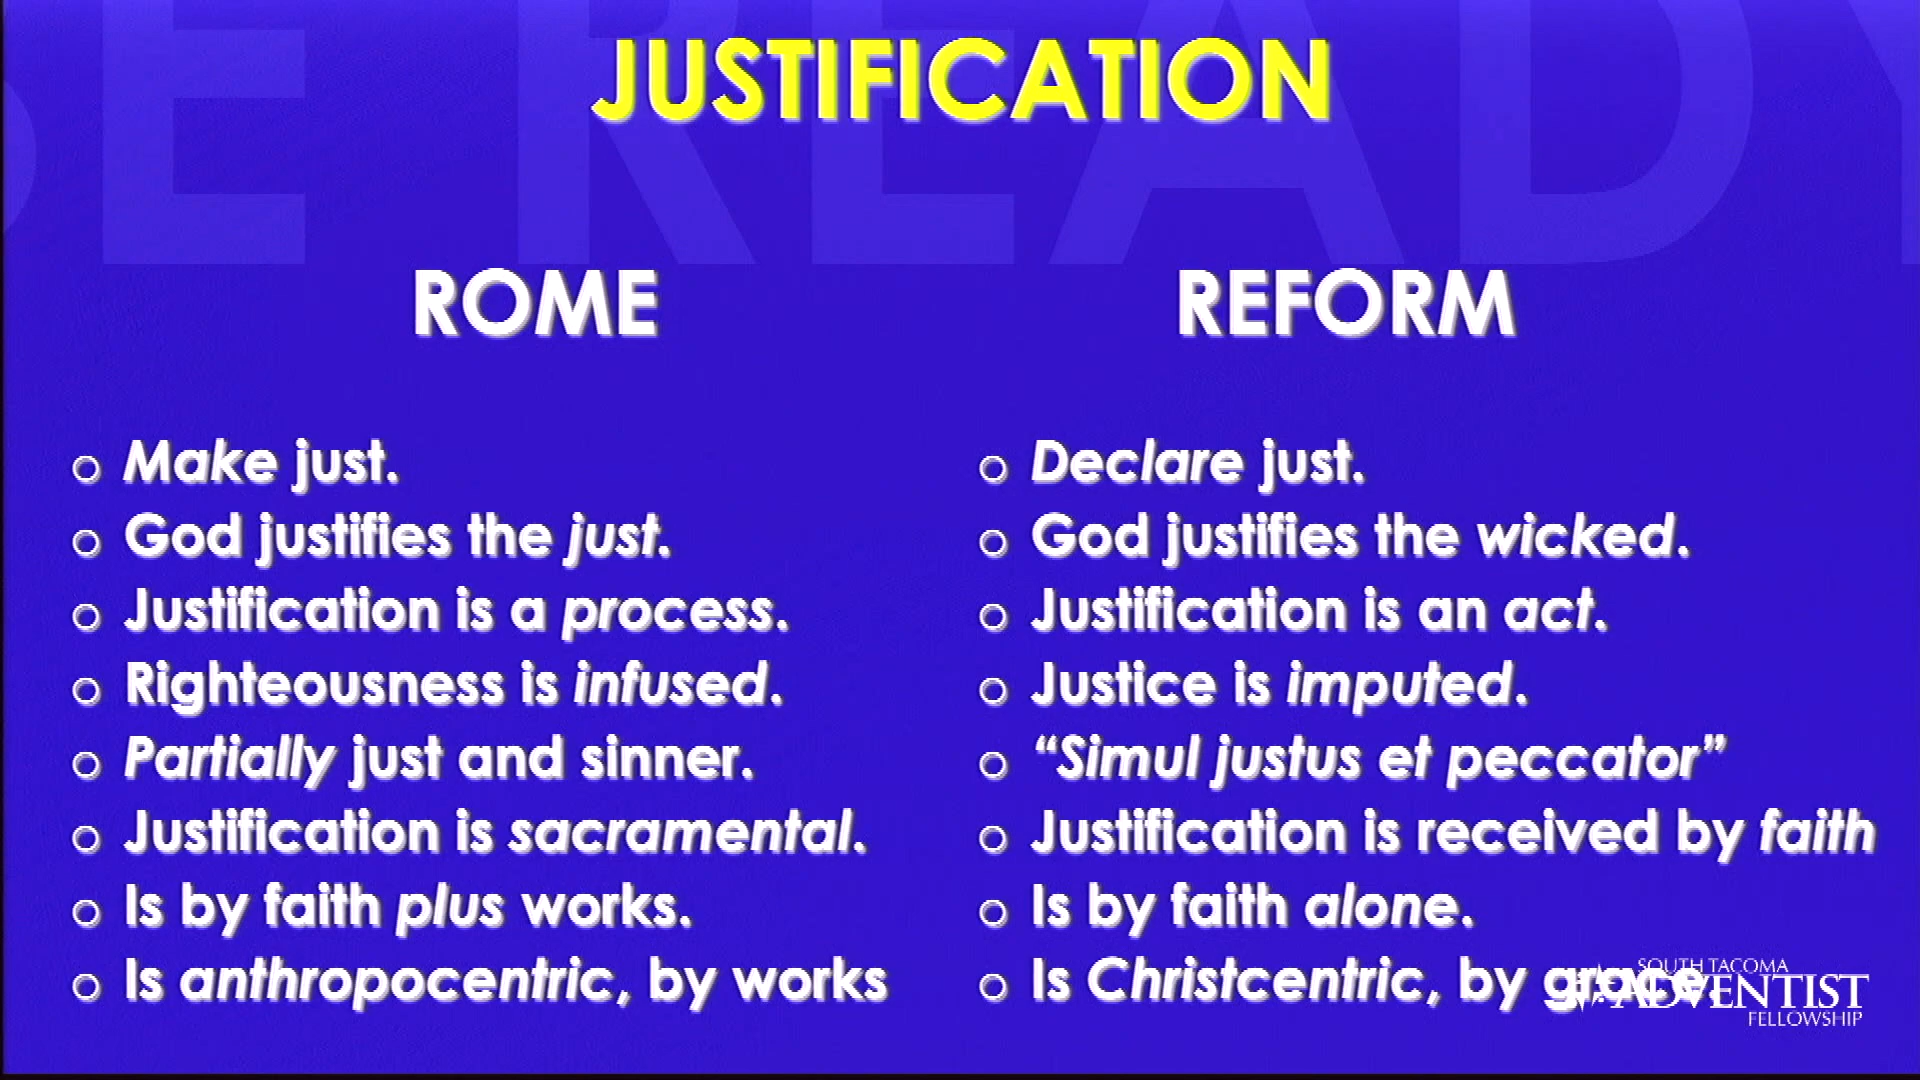 BE READY
JUSTIFICATION
ROME
Make just.
God justifies the just.
Justification is a process.
Righteousness is infused.
Partially just and sinner.
Justification is sacramental.
Is by faith plus works.
Is anthropocentric, by works
REFORM
Declare just.
God justifies the wicked.
Justification is an act.
Justice is imputed.
“Simul justus et peccator”
Justification is received by faith
Is by faith alone.
Is Christcentric, by grace.
SOUTH TACOMA
ADVENTIST
FELLOWSHIP